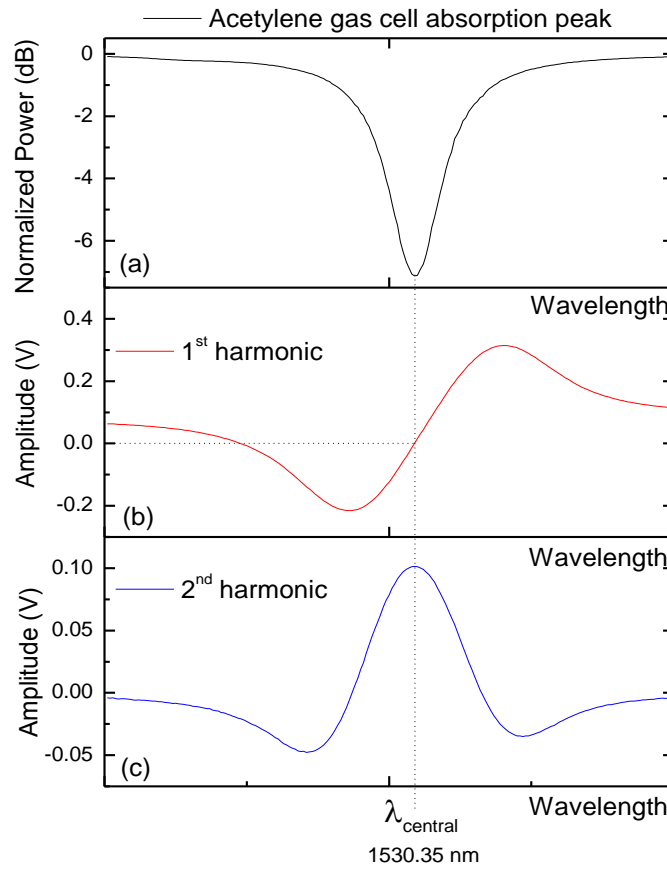 Acetylene gas cell absorption peak
Normalized Power (dB)
0
-2
-4
-6
(a)
Wavelength
Amplitude (V)
0.4
0.2
0.0
-0.2
1st harmonic
(b)
Wavelength
Amplitude (V)
0.10
0.05
0.00
-0.05
2nd harmonic
(c)
Wavelength
λcentral
1530.35 nm